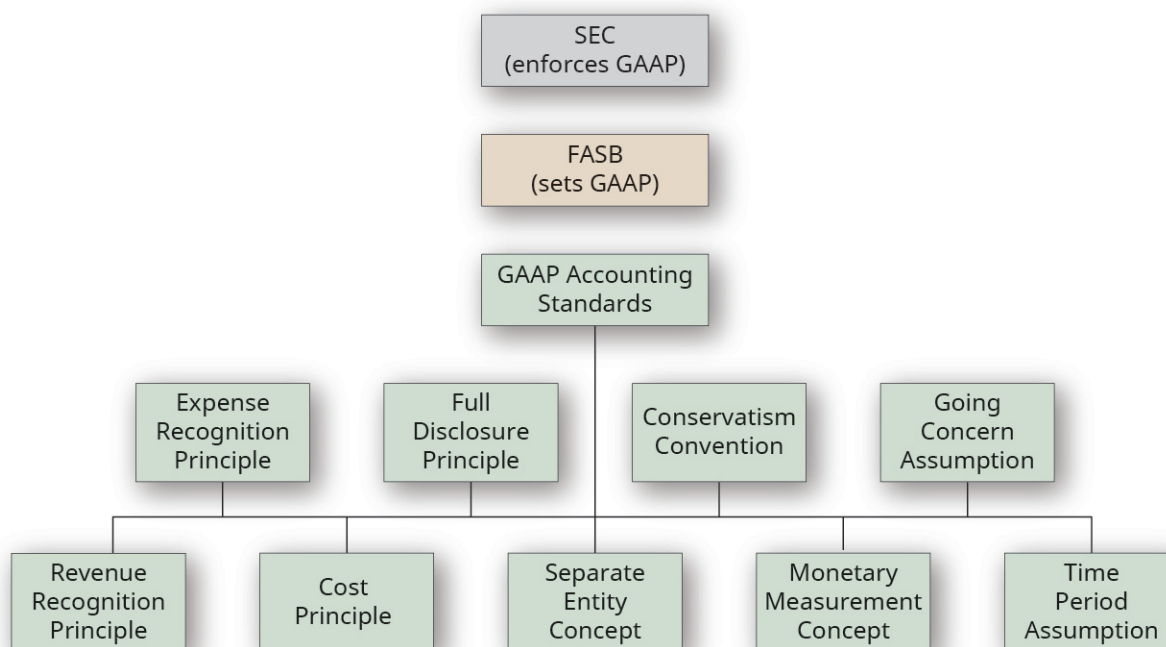 SEC
(enforces GAAP)
FASB
(sets GAAP)
GAAP Accounting
Standards
Expense
Recognition
Principle
Full
Disclosure
Principle
Conservatism
Convention
Going
Concern
Assumption
Revenue
Recognition
Principle
Cost
Principle
Separate
Entity
Concept
Monetary
Measurement
Concept
Time
Period
Assumption